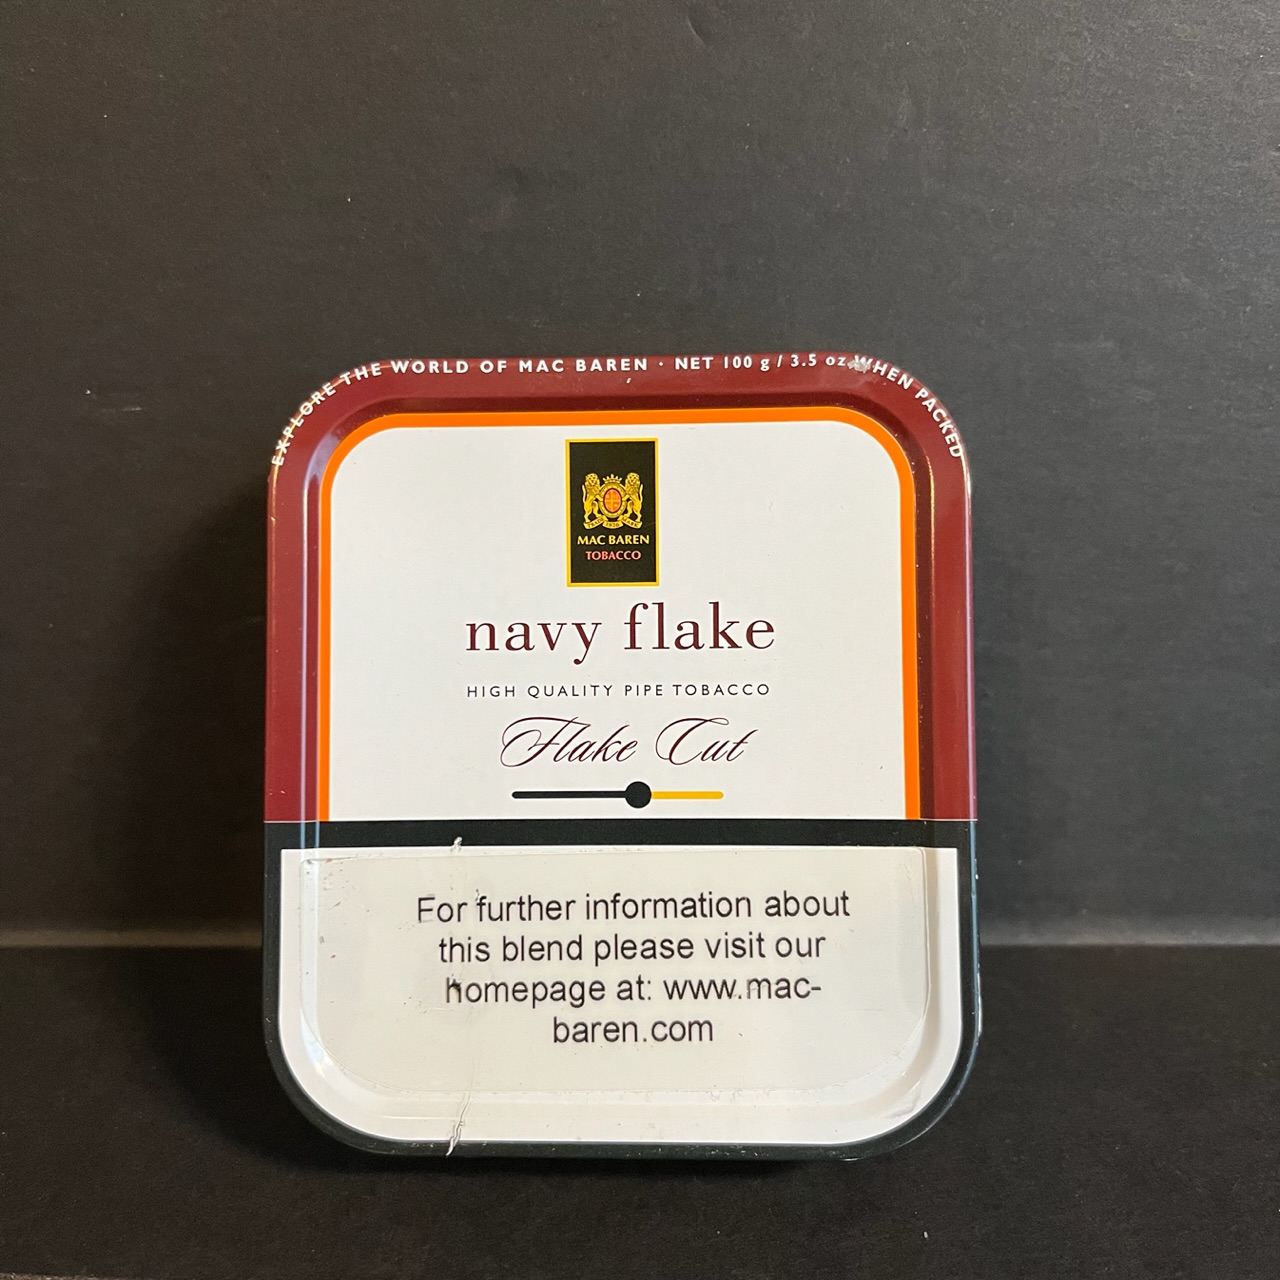 EXPLORE THE WORLD OF MAC BAREN · NET 100 g / 3.5 oz WHEN PACKED
MAC BAREN
TOBACCO
navy flake
HIGH QUALITY PIPE TOBACCO
Flake Cut
For further information about
this blend please visit our
homepage at: www.mac-
baren.com